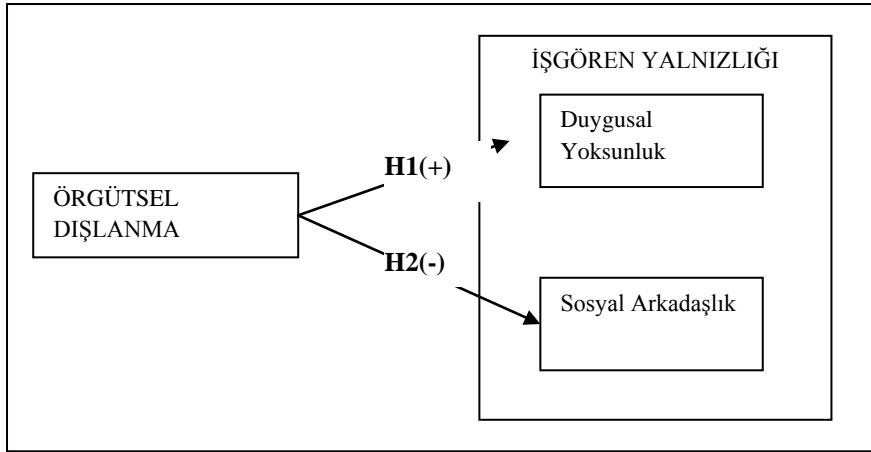 İŞGÖREN YALNIZLIĞI
Duygusal
Yoksunluk
H1(+)
ÖRGÜTSEL
DIŞLANMA
H2(-)
Sosyal Arkadaşlık